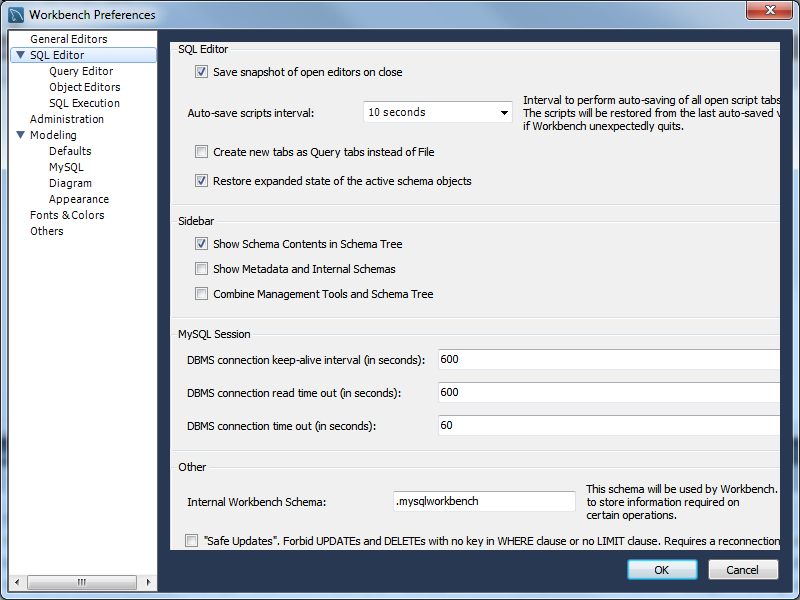 Workbench Preferences
General Editors
SQL Editor
Query Editor
Object Editors
SQL Execution
Administration
Modeling
Defaults
MySQL
Diagram
Appearance
Fonts & Colors
Others
SQL Editor
Save snapshot of open editors on close
Auto-save scripts interval:
10 seconds
Interval to perform auto-saving of all open script tabs
The scripts will be restored from the last auto-saved v
if Workbench unexpectedly quits.
Create new tabs as Query tabs instead of File
Restore expanded state of the active schema objects
Sidebar
Show Schema Contents in Schema Tree
Show Metadata and Internal Schemas
Combine Management Tools and Schema Tree
MySQL Session
DBMS connection keep-alive interval (in seconds):
600
DBMS connection read time out (in seconds):
600
DBMS connection time out (in seconds):
60
Other
Internal Workbench Schema:
.mysqlworkbench
This schema will be used by Workbench.
to store information required on
certain operations.
"Safe Updates". Forbid UPDATEs and DELETEs with no key in WHERE clause or no LIMIT clause. Requires a reconnection
OK
Cancel